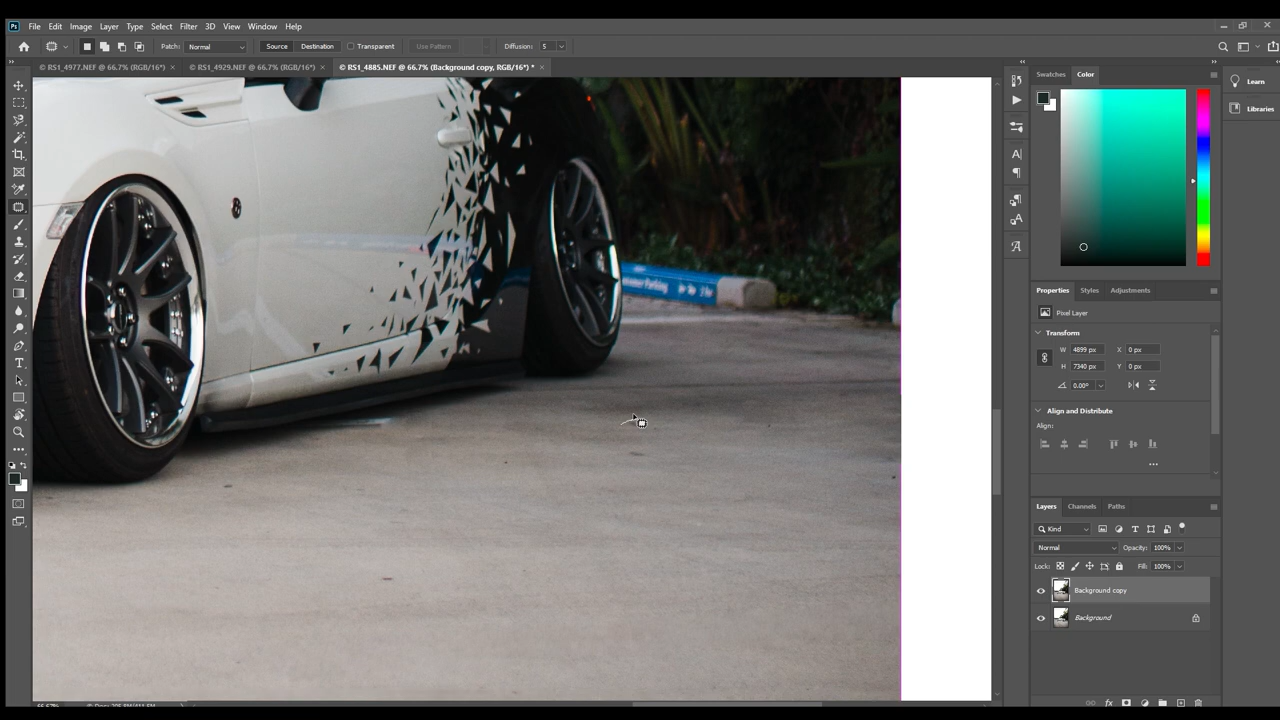 Ps File Edit Image Layer Type Select Filter 3D View Window Help
Patch: Normal Source Destination Transparent Use Pattern Diffusion: 5
© RS1_4977.NEF @ 66.7% (RGB/16*) × © RS1_4929.NEF @ 66.7% (RGB/16*) × © RS1_4885.NEF @ 66.7% (Background copy, RGB/16*) * ×
Swatches Color
Learn
Libraries
Parking
Properties Styles Adjustments
Pixel Layer
Transform
W 4899 px X 0 px
H 7340 px Y 0 px
0.00°
Align and Distribute
Align:
Layers Channels Paths
Kind
Normal Opacity: 100%
Lock: Fill: 100%
Background copy
Background
fx